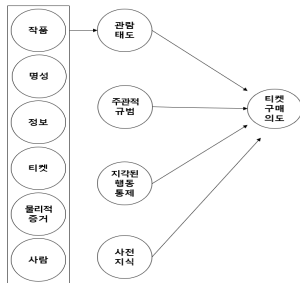 작품
명성
정보
티켓
물리적
증거
사람
관람
태도
주관적
규범
지각된
행동
통제
사전
지식
티켓
구매
의도